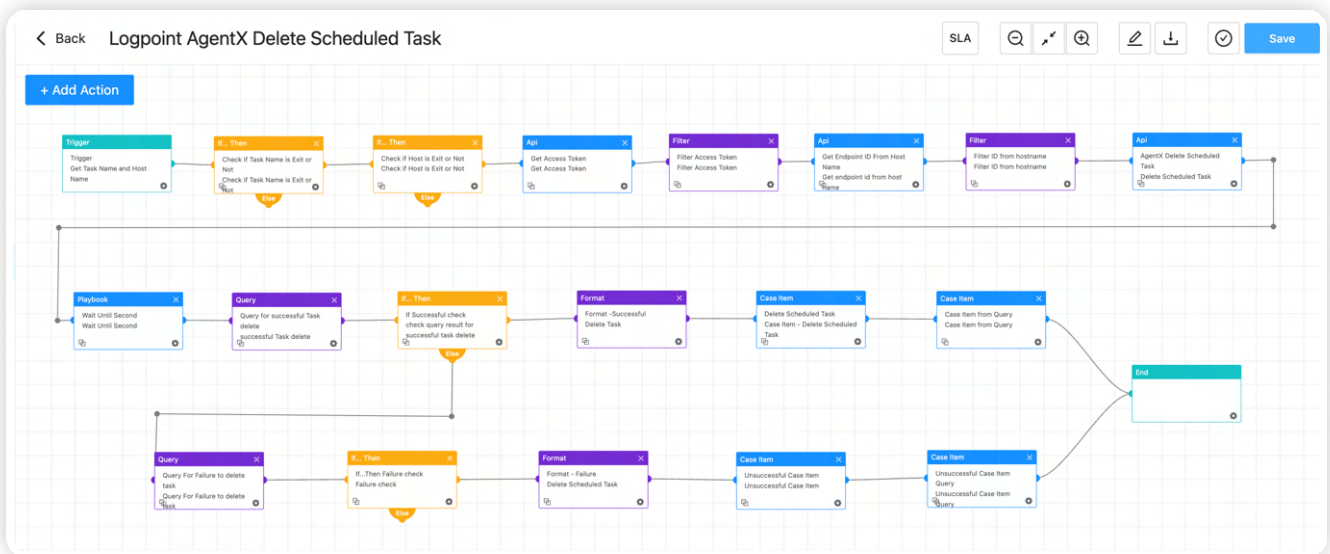 Back
Logpoint AgentX Delete Scheduled Task
SLA
Save
+ Add Action
Trigger
Trigger
Get Task Name and Host
Name
If... Then
Check if Task Name is Exit or
Not
Check if Task Name is Exit or
Not
Else
If... Then
Check if Host is Exit or Not
Check if Host is Exit or Not
Else
Api
Get Access Token
Get Access Token
Filter
Filter Access Token
Filter Access Token
Api
Get Endpoint ID From Host
Name
Get endpoint id from host
name
Filter
Filter ID from hostname
Filter ID from hostname
Api
AgentX Delete Scheduled
Task
Delete Scheduled Task
Playbook
Wait Until Second
Wait Until Second
Query
Query for successful Task
delete
successful Task delete
If... Then
If Successful check
check query result for
successful task delete
Else
Format
Format -Successful
Delete Task
Case Item
Delete Scheduled Task
Case Item - Delete Scheduled
Task
Case Item
Case Item from Query
Case Item from Query
End
Query
Query For Failure to delete
task
Query For Failure to delete
task
If... Then
If...Then Failure check
Failure check
Else
Format
Format - Failure
Delete Scheduled Task
Case Item
Unsuccessful Case Item
Unsuccessful Case Item
Case Item
Unsuccessful Case Item
Query
Unsuccessful Case Item
Query